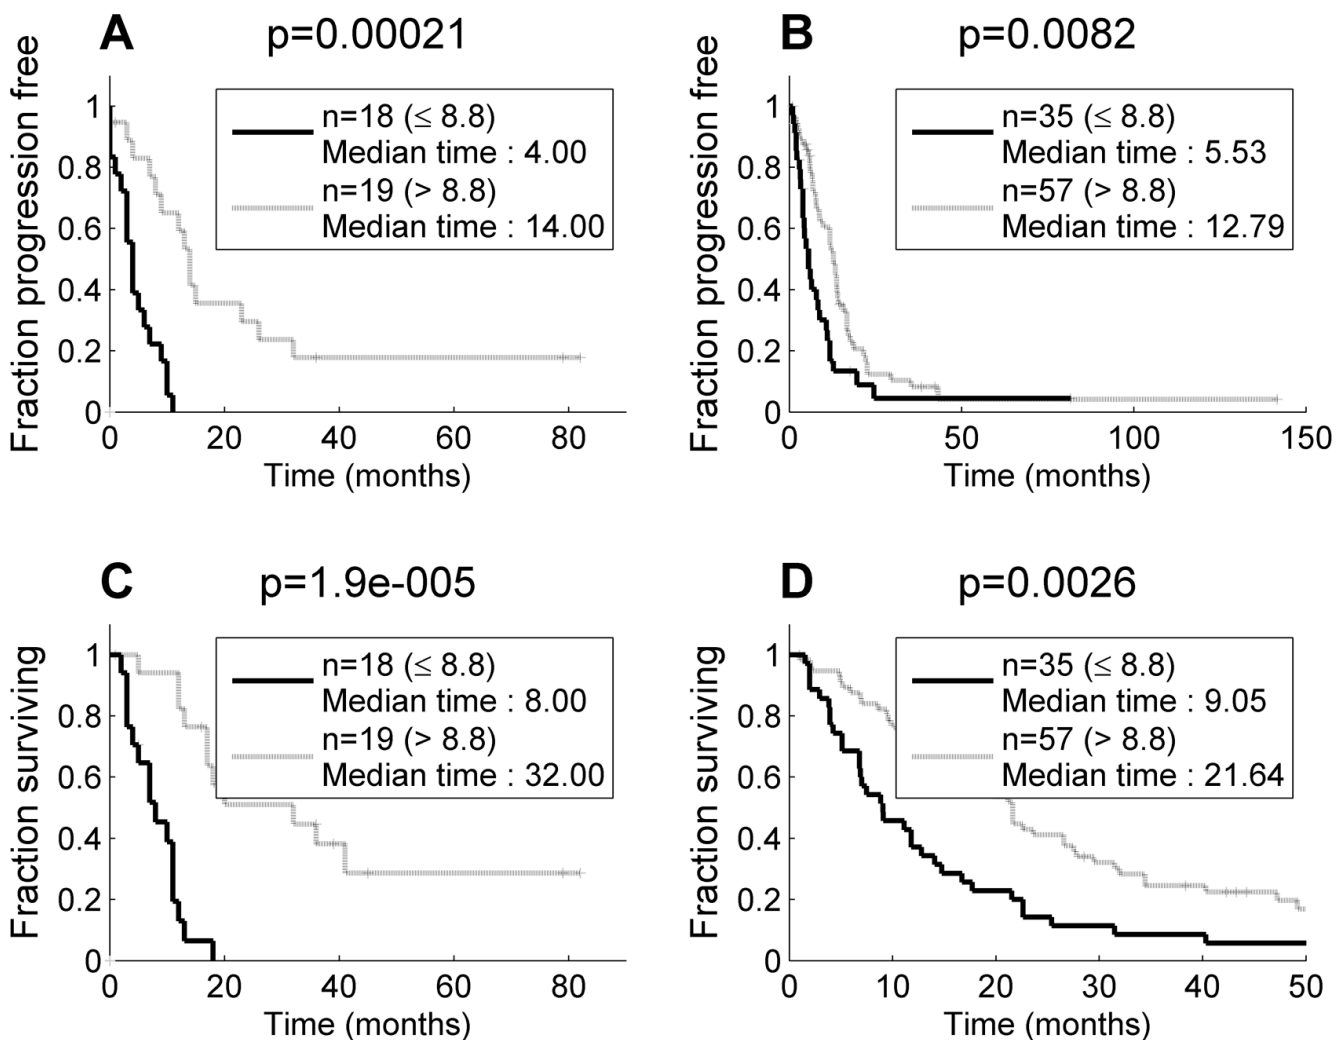 A
p=0.00021
Fraction progression free
1
0.8
0.6
0.4
0.2
0
n=18 (≤ 8.8)
Median time : 4.00
n=19 (> 8.8)
Median time : 14.00
0 20 40 60 80
Time (months)
B
p=0.0082
Fraction progression free
1
0.8
0.6
0.4
0.2
0
n=35 (≤ 8.8)
Median time : 5.53
n=57 (> 8.8)
Median time : 12.79
0 50 100 150
Time (months)
C
p=1.9e-005
Fraction surviving
1
0.8
0.6
0.4
0.2
0
n=18 (≤ 8.8)
Median time : 8.00
n=19 (> 8.8)
Median time : 32.00
0 20 40 60 80
Time (months)
D
p=0.0026
Fraction surviving
1
0.8
0.6
0.4
0.2
0
n=35 (≤ 8.8)
Median time : 9.05
n=57 (> 8.8)
Median time : 21.64
0 10 20 30 40 50
Time (months)